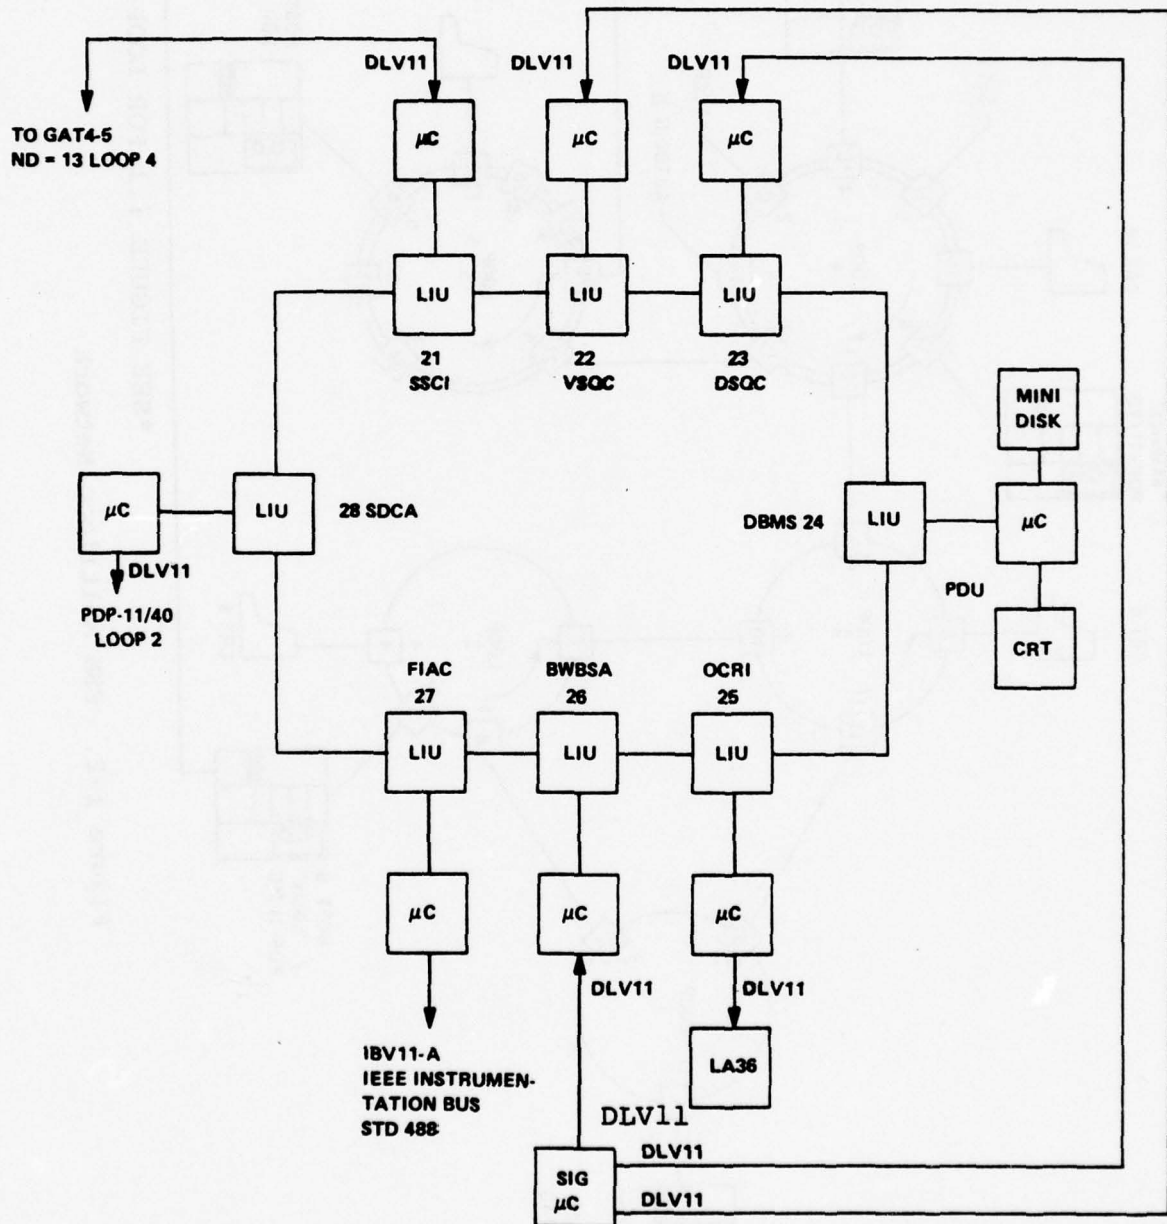 DLV11
DLV11
DLV11
TO GAT4-5
ND = 13 LOOP 4
μC
μC
μC
LIU
LIU
LIU
21
SSCI
22
VSQC
23
DSQC
MINI
DISK
μC
LIU
28 SDCA
DBMS 24
LIU
μC
DLV11
PDP-11/40
LOOP 2
PDU
CRT
FIAC
27
BWBSA
26
OCRI
25
LIU
LIU
LIU
μC
μC
μC
DLV11
DLV11
IBV11-A
IEEE INSTRUMEN-
TATION BUS
STD 488
LA36
DLV11
DLV11
SIG
μC
DLV11